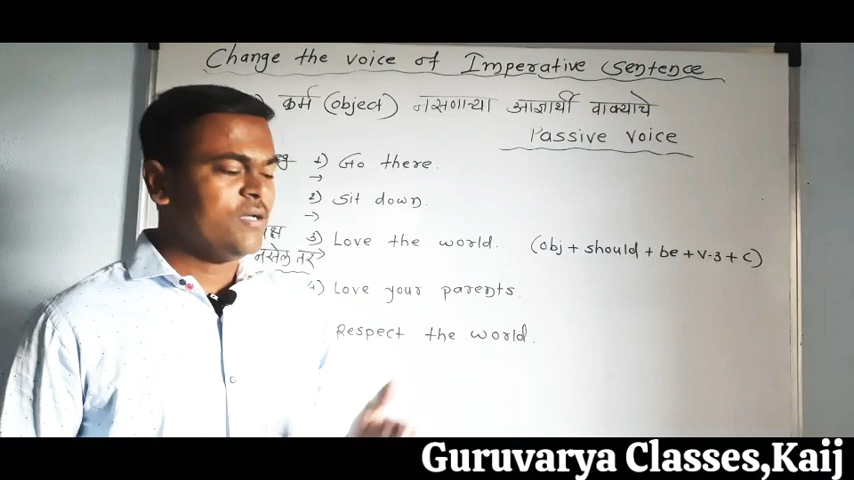 Change the voice of Imperative Sentence
) कर्म (object) नसणाऱ्या आज्ञार्थी वाक्याचे
Passive voice
eg 1) Go there.
→
2) Sit down.
→
3) Love the world. (obj + should + be + v-3 + c)
नसेल तर →
4) Love your parents.
Respect the world.
Guruvarya Classes,Kaij